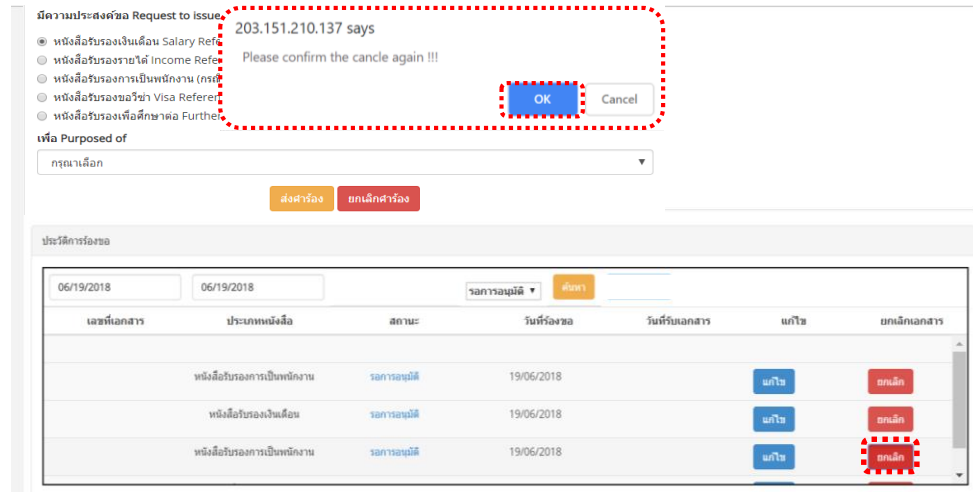 มีความประสงค์ขอ Request to issue
203.151.210.137 says
Please confirm the cancle again !!!
OK
Cancel
หนังสือรับรองเงินเดือน Salary Refe
หนังสือรับรองรายได้ Income Refe
หนังสือรับรองการเป็นพนักงาน (กรณี
หนังสือรับรองขอวีซ่า Visa Referen
หนังสือรับรองเพื่อศึกษาต่อ Further
เพื่อ Purposed of
กรุณาเลือก
ส่งคำร้อง ยกเลิกคำร้อง
ประวัติการร้องขอ
06/19/2018 06/19/2018 รอการอนุมัติ ค้นหา
เลขที่เอกสาร ประเภทหนังสือ สถานะ วันที่ร้องขอ วันที่รับเอกสาร แก้ไข ยกเลิกเอกสาร
หนังสือรับรองการเป็นพนักงาน รอการอนุมัติ 19/06/2018 แก้ไข ยกเลิก
หนังสือรับรองเงินเดือน รอการอนุมัติ 19/06/2018 แก้ไข ยกเลิก
หนังสือรับรองการเป็นพนักงาน รอการอนุมัติ 19/06/2018 แก้ไข ยกเลิก